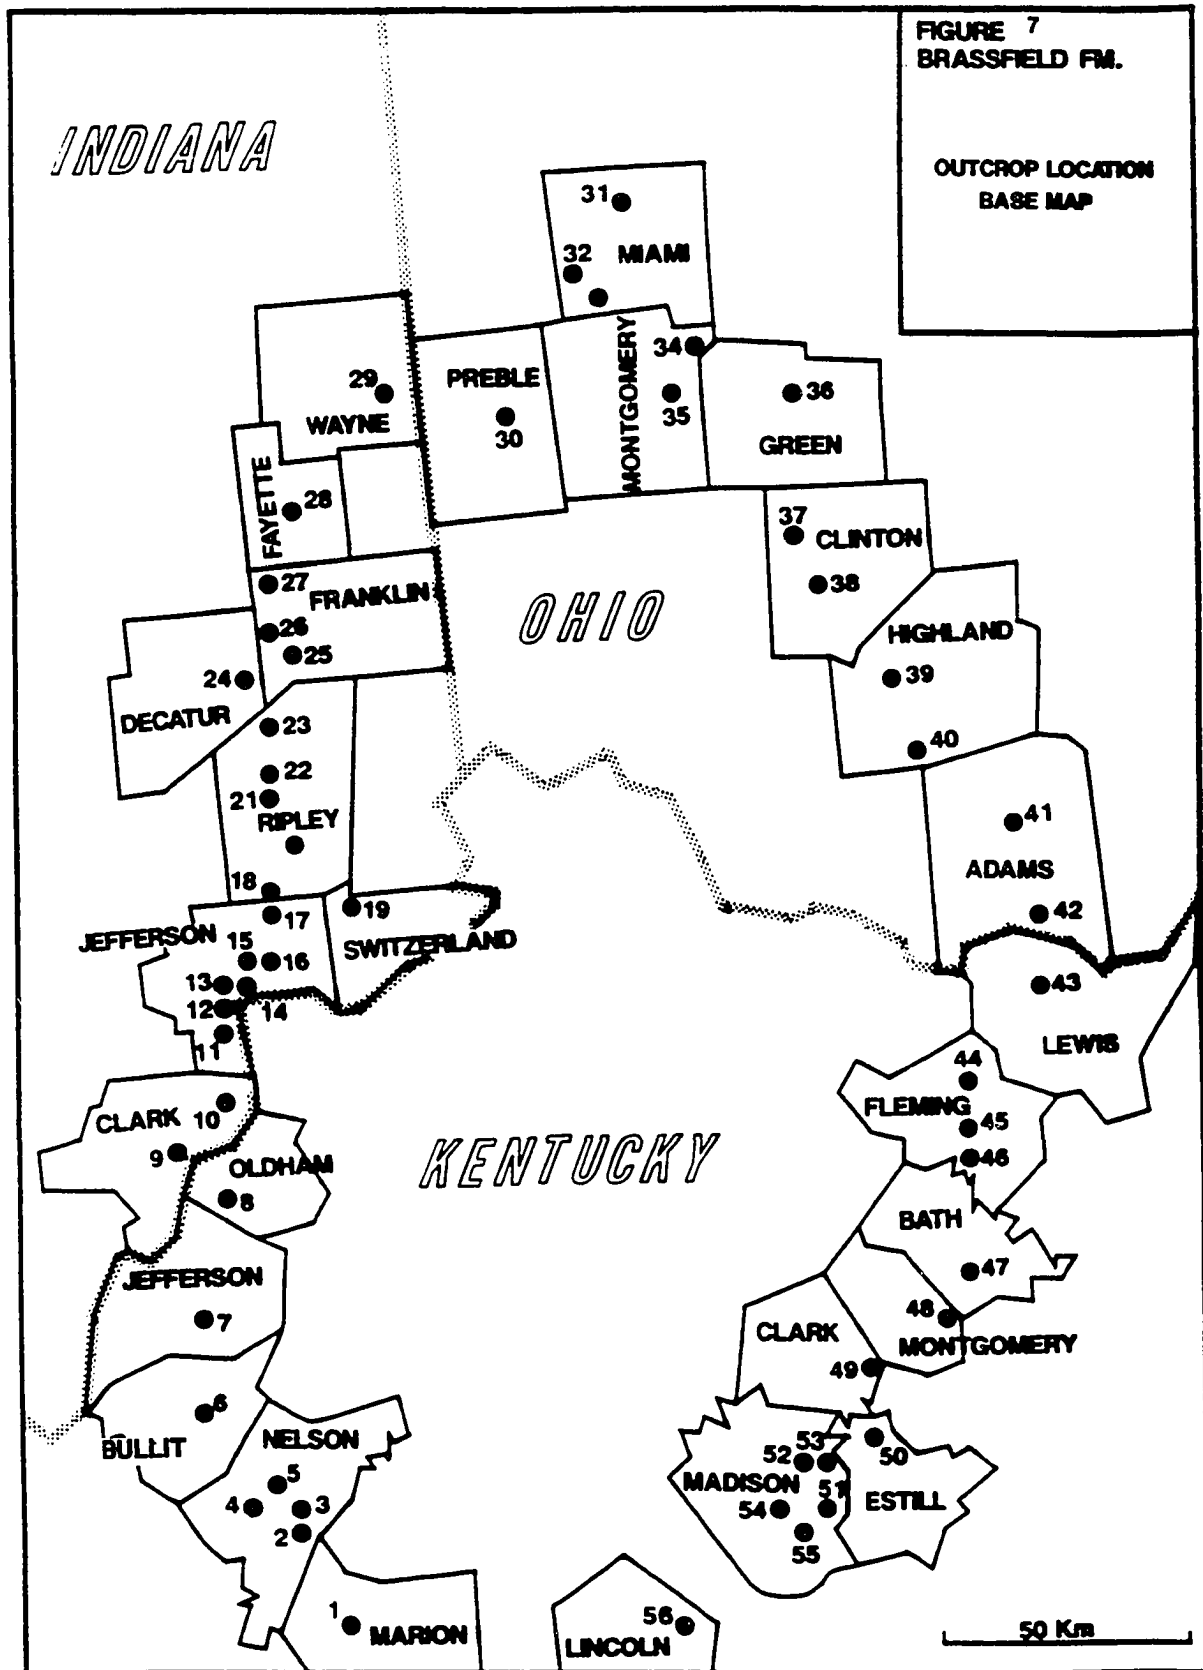 FIGURE 7
BRASSFIELD FM.
OUTCROP LOCATION
BASE MAP
INDIANA
31
32
MIAMI
MONTGOMERY
34
35
29
WAYNE
PREBLE
30
36
GREEN
FAYETTE
28
37
CLINTON
38
27
FRANKLIN
26
25
OHIO
HIGHLAND
39
40
24
DECATUR
23
22
21
RIPLEY
18
19
17
JEFFERSON
15
16
SWITZERLAND
13
12
14
11
41
ADAMS
42
43
LEWIS
44
FLEMING
45
46
CLARK
10
9
OLDHAM
8
KENTUCKY
BATH
47
JEFFERSON
7
48
MONTGOMERY
CLARK
49
6
BULLIT
NELSON
5
4
3
2
53
52
50
MADISON
51
ESTILL
54
55
1
MARION
56
LINCOLN
50 Km